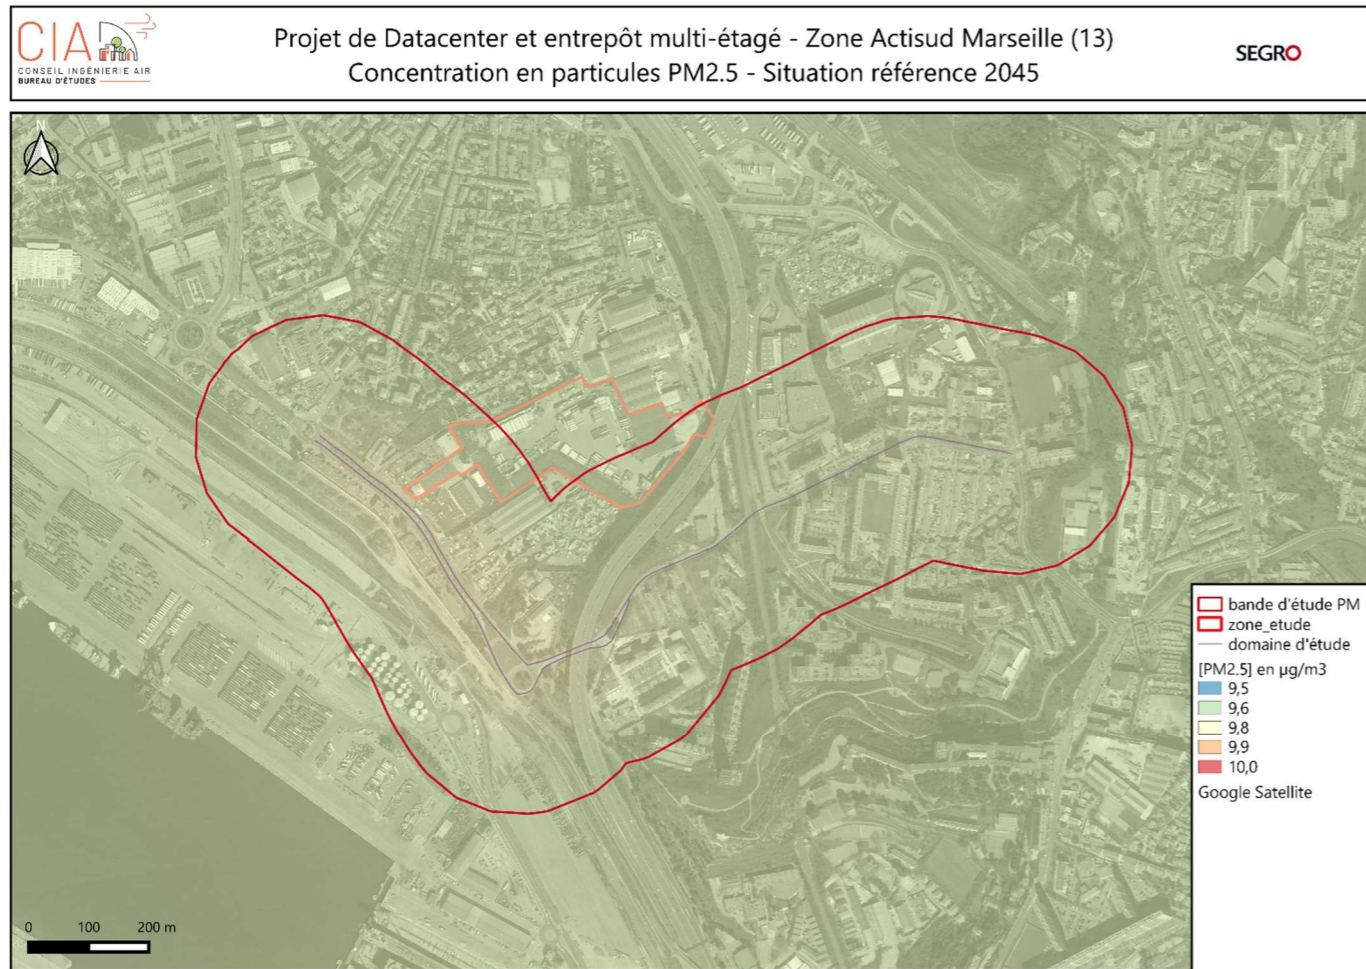 CIA
CONSEIL INGÉNIERIE AIR
BUREAU D'ÉTUDES
Projet de Datacenter et entrepôt multi-étagé - Zone Actisud Marseille (13)
Concentration en particules PM2.5 - Situation référence 2045
SEGRO
N
bande d'étude PM
zone_etude
domaine d'étude
[PM2.5] en µg/m3
9,5
9,6
9,8
9,9
10,0
Google Satellite
0 100 200 m